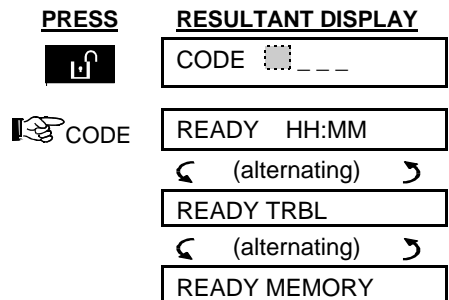 PRESS RESULTANT DISPLAY
CODE _ _ _
CODE READY HH:MM
(alternating)
READY TRBL
(alternating)
READY MEMORY